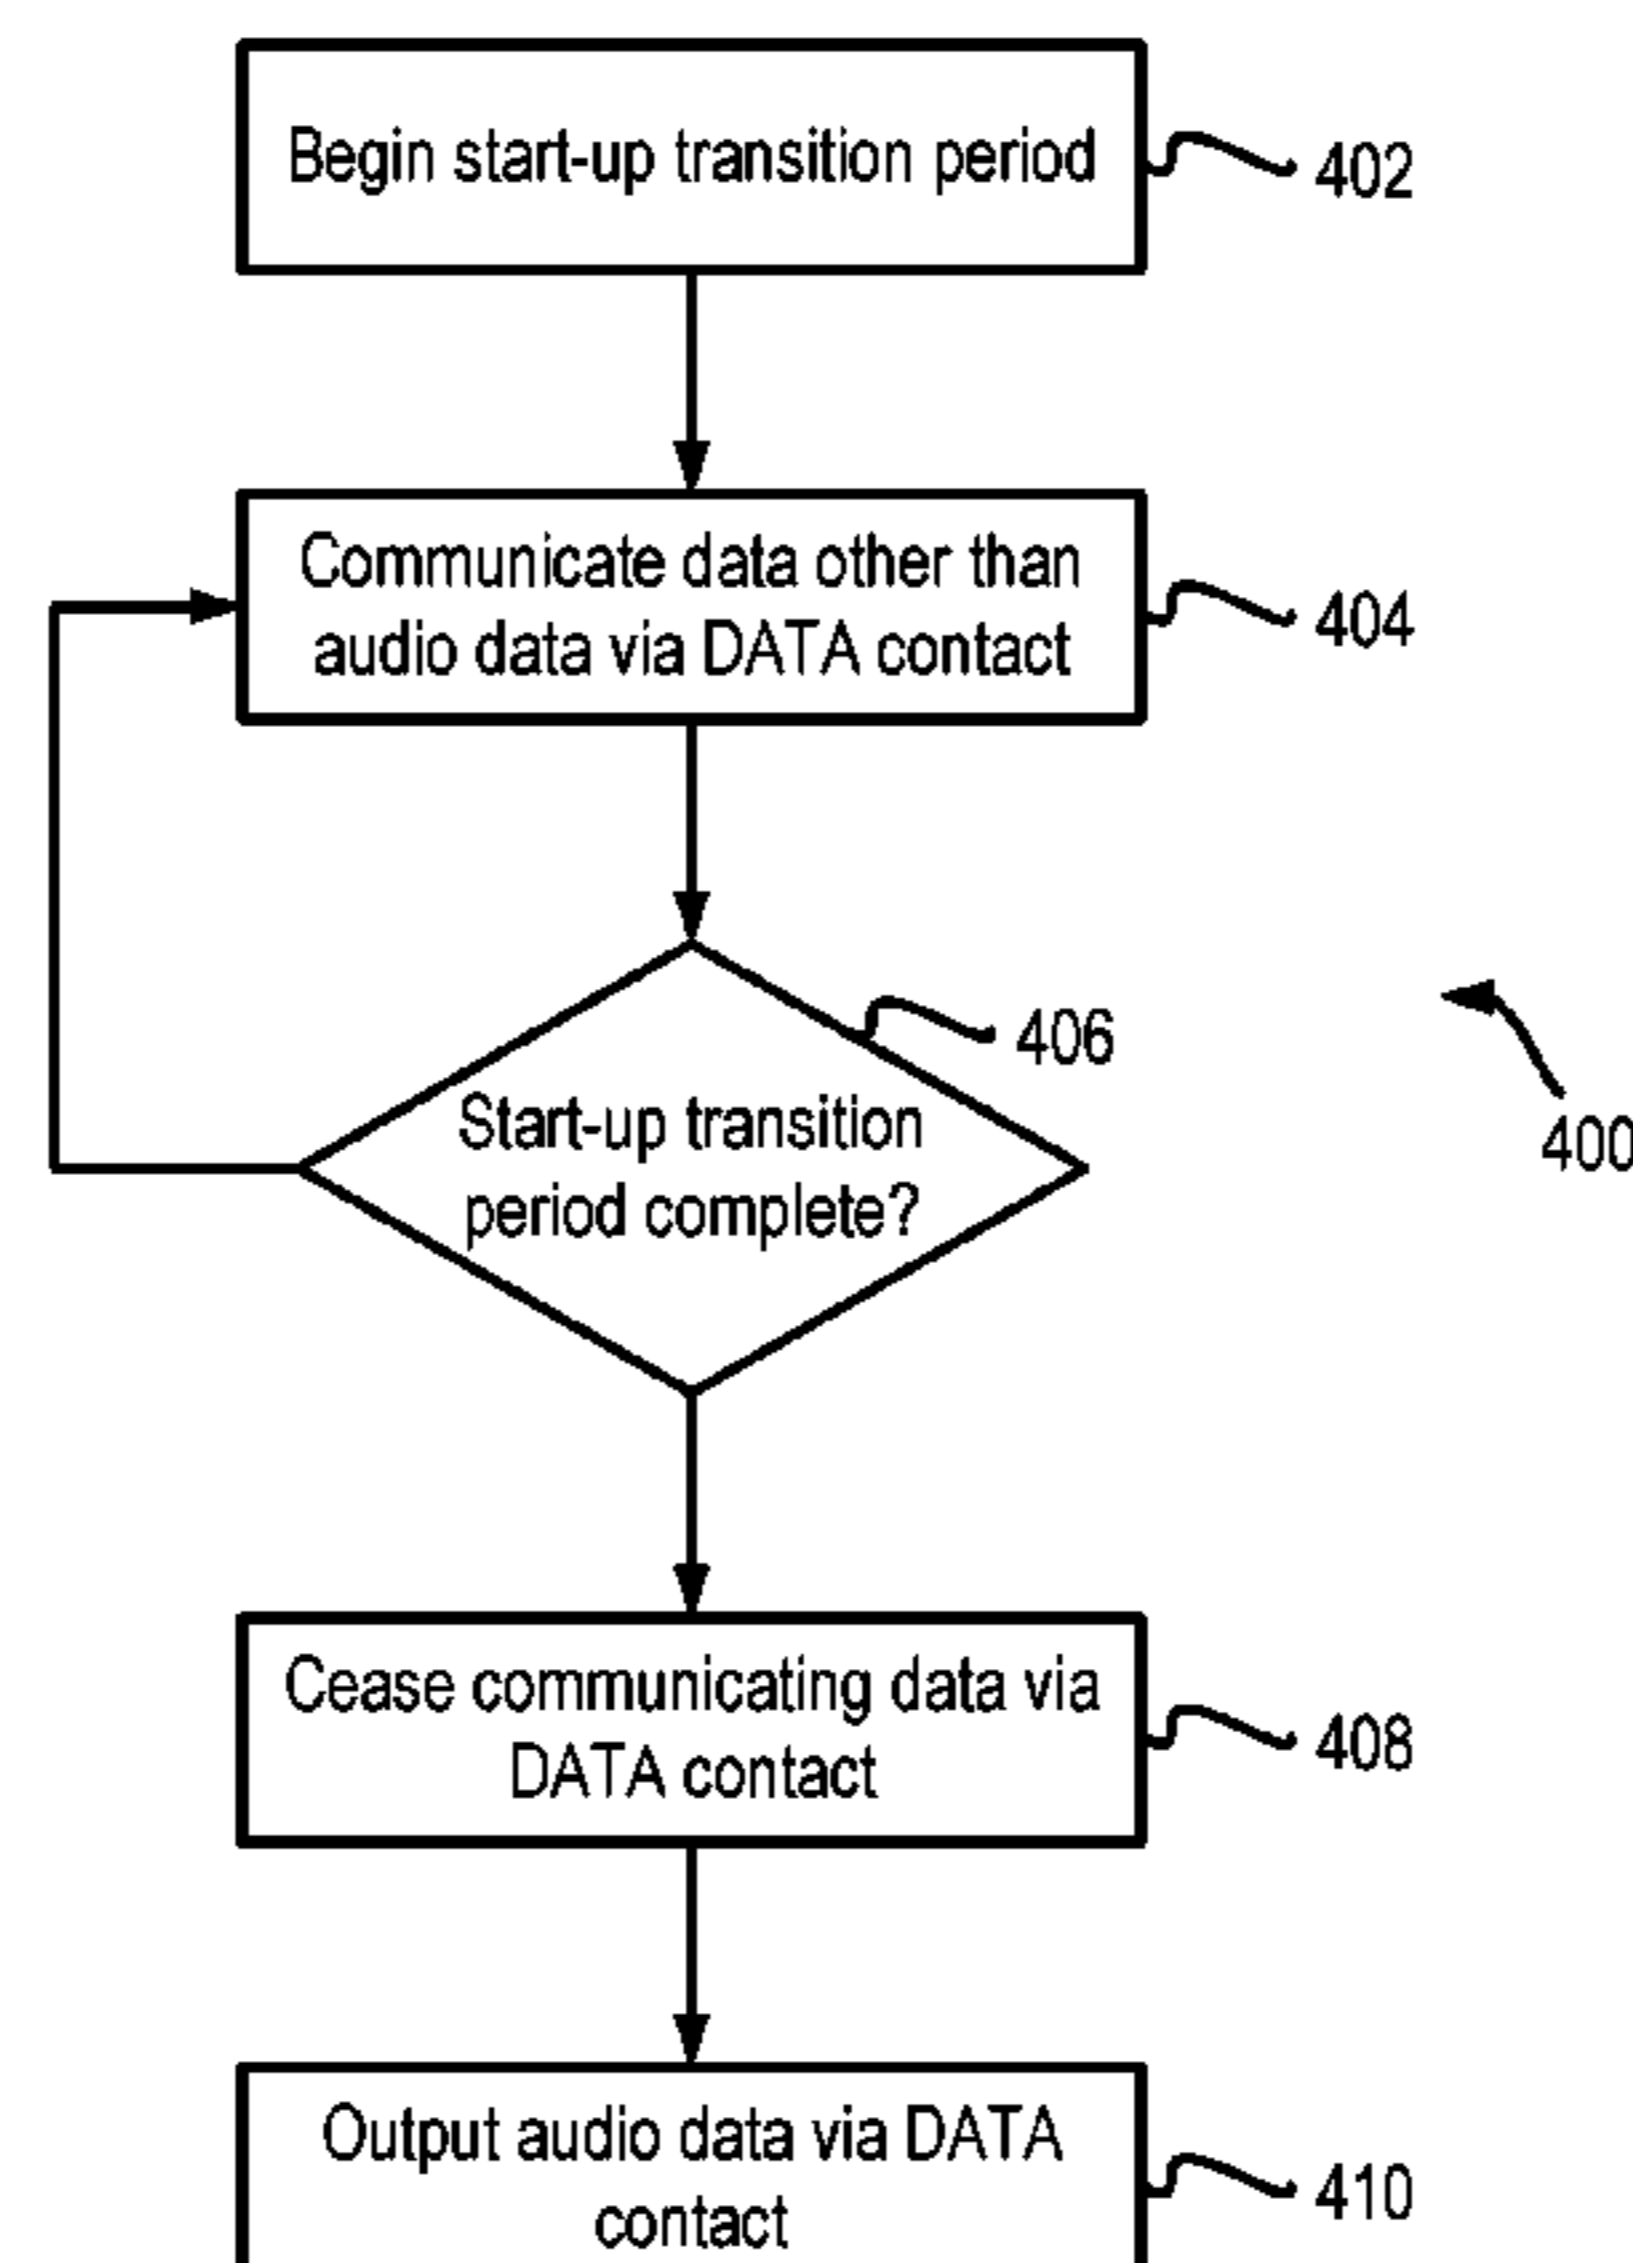 Begin start-up transition period
402
Communicate data other than
audio data via DATA contact
404
406
Start-up transition
period complete?
400
Cease communicating data via
DATA contact
408
Output audio data via DATA
contact
410